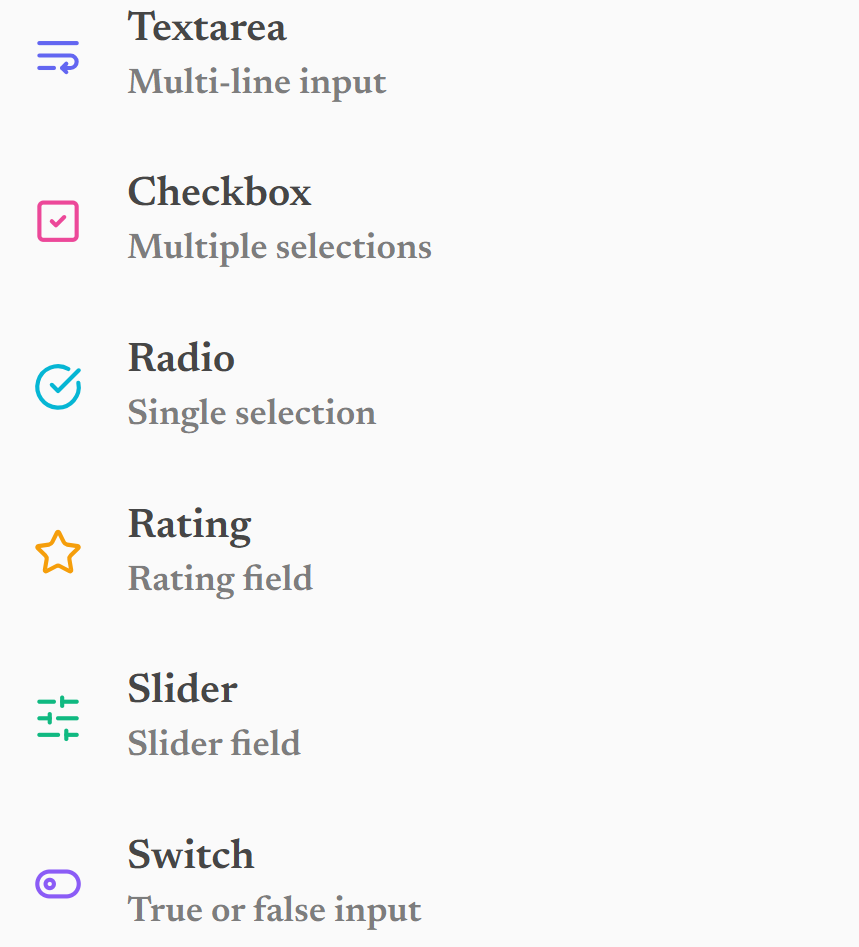 Textarea
Multi-line input
Checkbox
Multiple selections
Radio
Single selection
Rating
Rating field
Slider
Slider field
Switch
True or false input